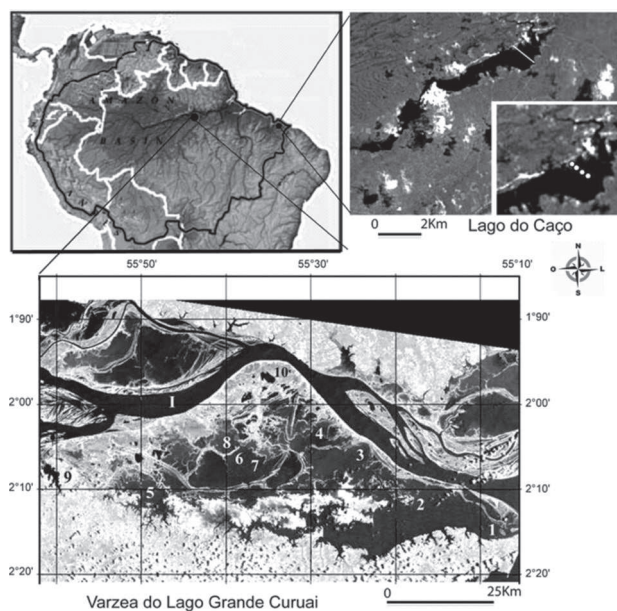 AMAZON
BASIN
0 2Km
Lago do Caço
N
O L
S
55°50' 55°30' 55°10'
1°90' 1°90'
2°00' 2°00'
2°10' 2°10'
2°20' 2°20'
10
1
4
8
3
6
7
9
5
2
1
0 25Km
Varzea do Lago Grande Curuai